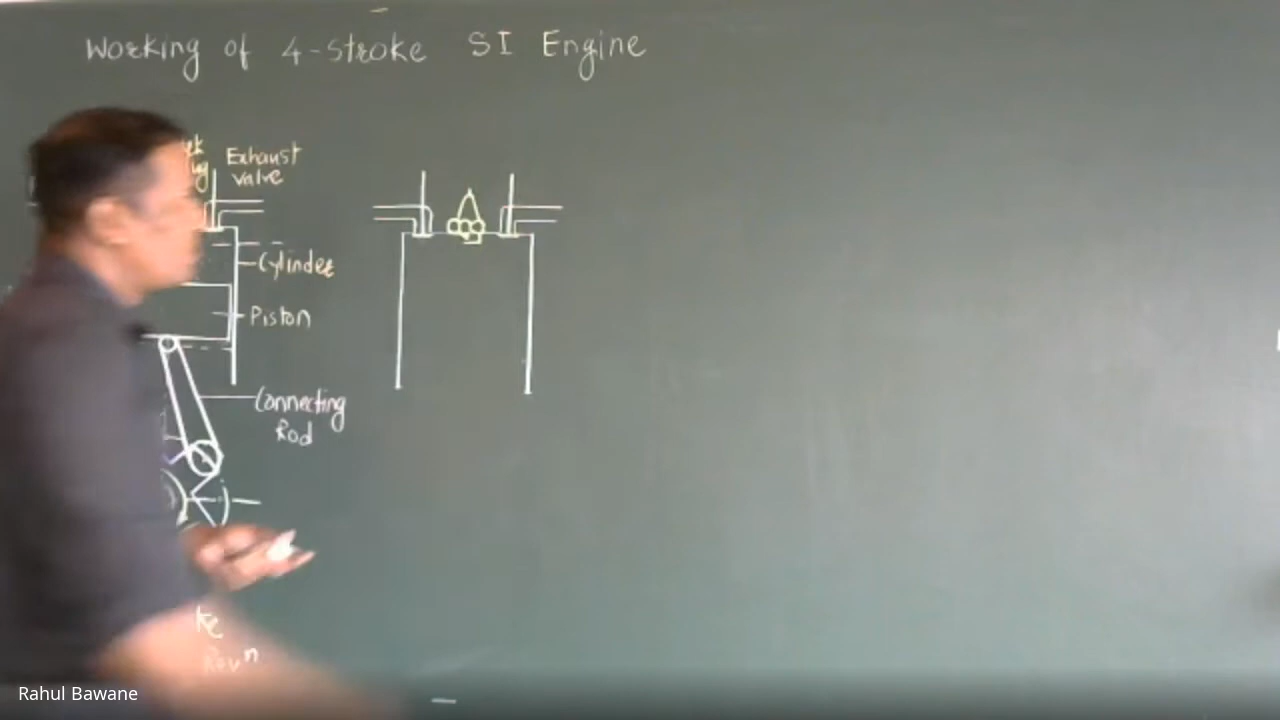 Working of 4-stroke SI Engine
Exhaust
valve
Cylinder
Piston
Connecting
Rod
Rahul Bawane